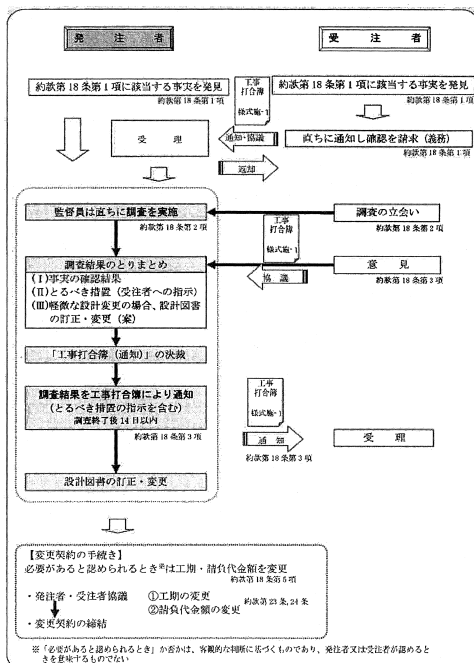 発注者
受注者
約款第18条第1項に該当する事実を発見
約款第18条第1項
工事
打合簿
様式施-1
約款第18条第1項に該当する事実を発見
約款第18条第1項
受理
通知・協議
直ちに通知し確認を請求（義務）
約款第18条第1項
返却
監督員は直ちに調査を実施
約款第18条第2項
調査の立会い
約款第18条第2項
工事
打合簿
様式施-1
調査結果のとりまとめ
(Ⅰ)事実の確認結果
(Ⅱ)とるべき措置（受注者への指示）
(Ⅲ)軽微な設計変更の場合、設計図書
の訂正・変更（案）
意見
約款第18条第3項
協議
「工事打合簿（通知）」の決裁
調査結果を工事打合簿により通知
（とるべき措置の指示を含む）
調査終了後14日以内
約款第18条第3項
工事
打合簿
様式施-1
通知
約款第18条第3項
受理
設計図書の訂正・変更
【変更契約の手続き】
必要があると認められるとき※は工期・請負代金額を変更
約款第18条第5項
・発注者・受注者協議 ①工期の変更 約款第23条、24条
②請負代金額の変更
・変更契約の締結
※「必要があると認められるとき」か否かは、客観的な判断に基づくものであり、発注者又は受注者が認めると
きを意味するものでない